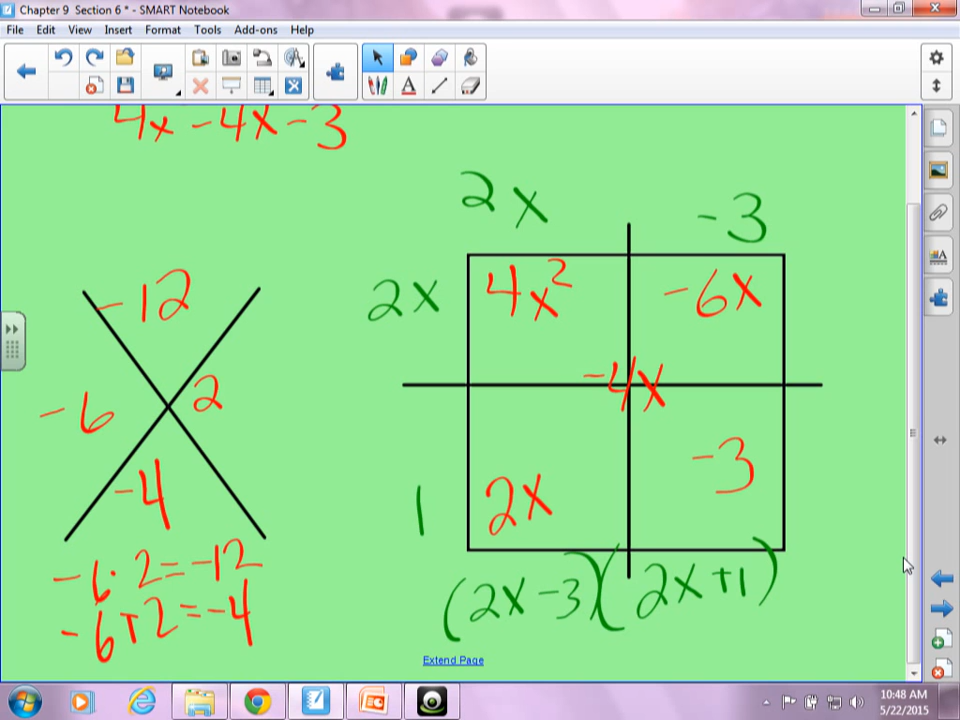 Chapter 9 Section 6 * - SMART Notebook
File Edit View Insert Format Tools Add-ons Help
4x - 4x - 3
2x -3
2x 4x² -6x
-4x
1 2x -3
(2x - 3)(2x + 1)
-12
-6 2
-4
-6 · 2 = -12
-6 + 2 = -4
Extend Page
10:48 AM
5/22/2015